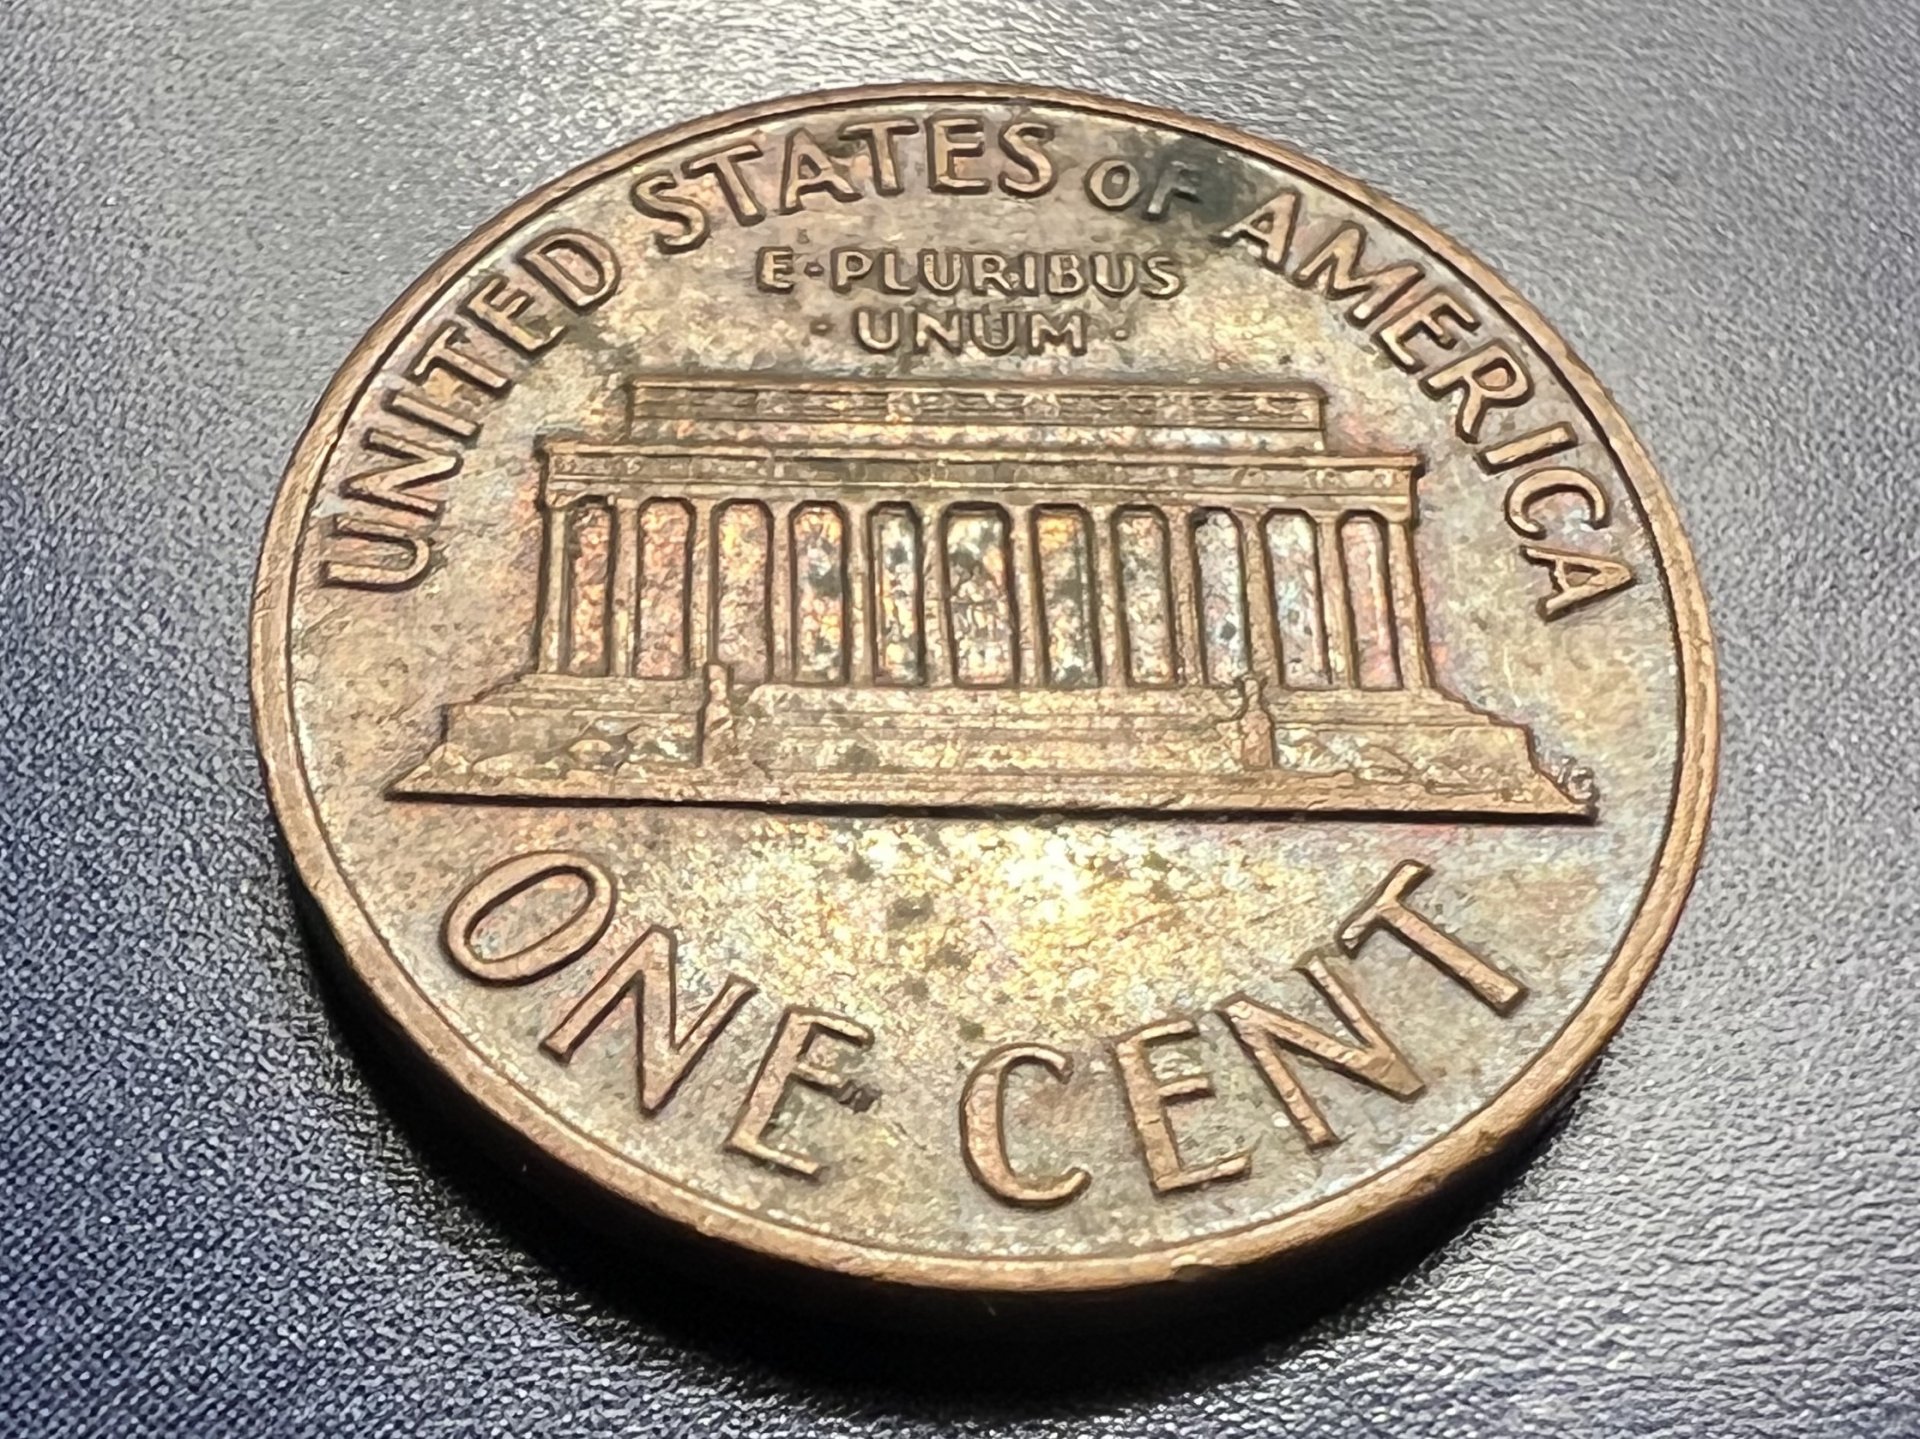 UNITED STATES OF AMERICA
E·PLURIBUS
·UNUM·
ONE CENT